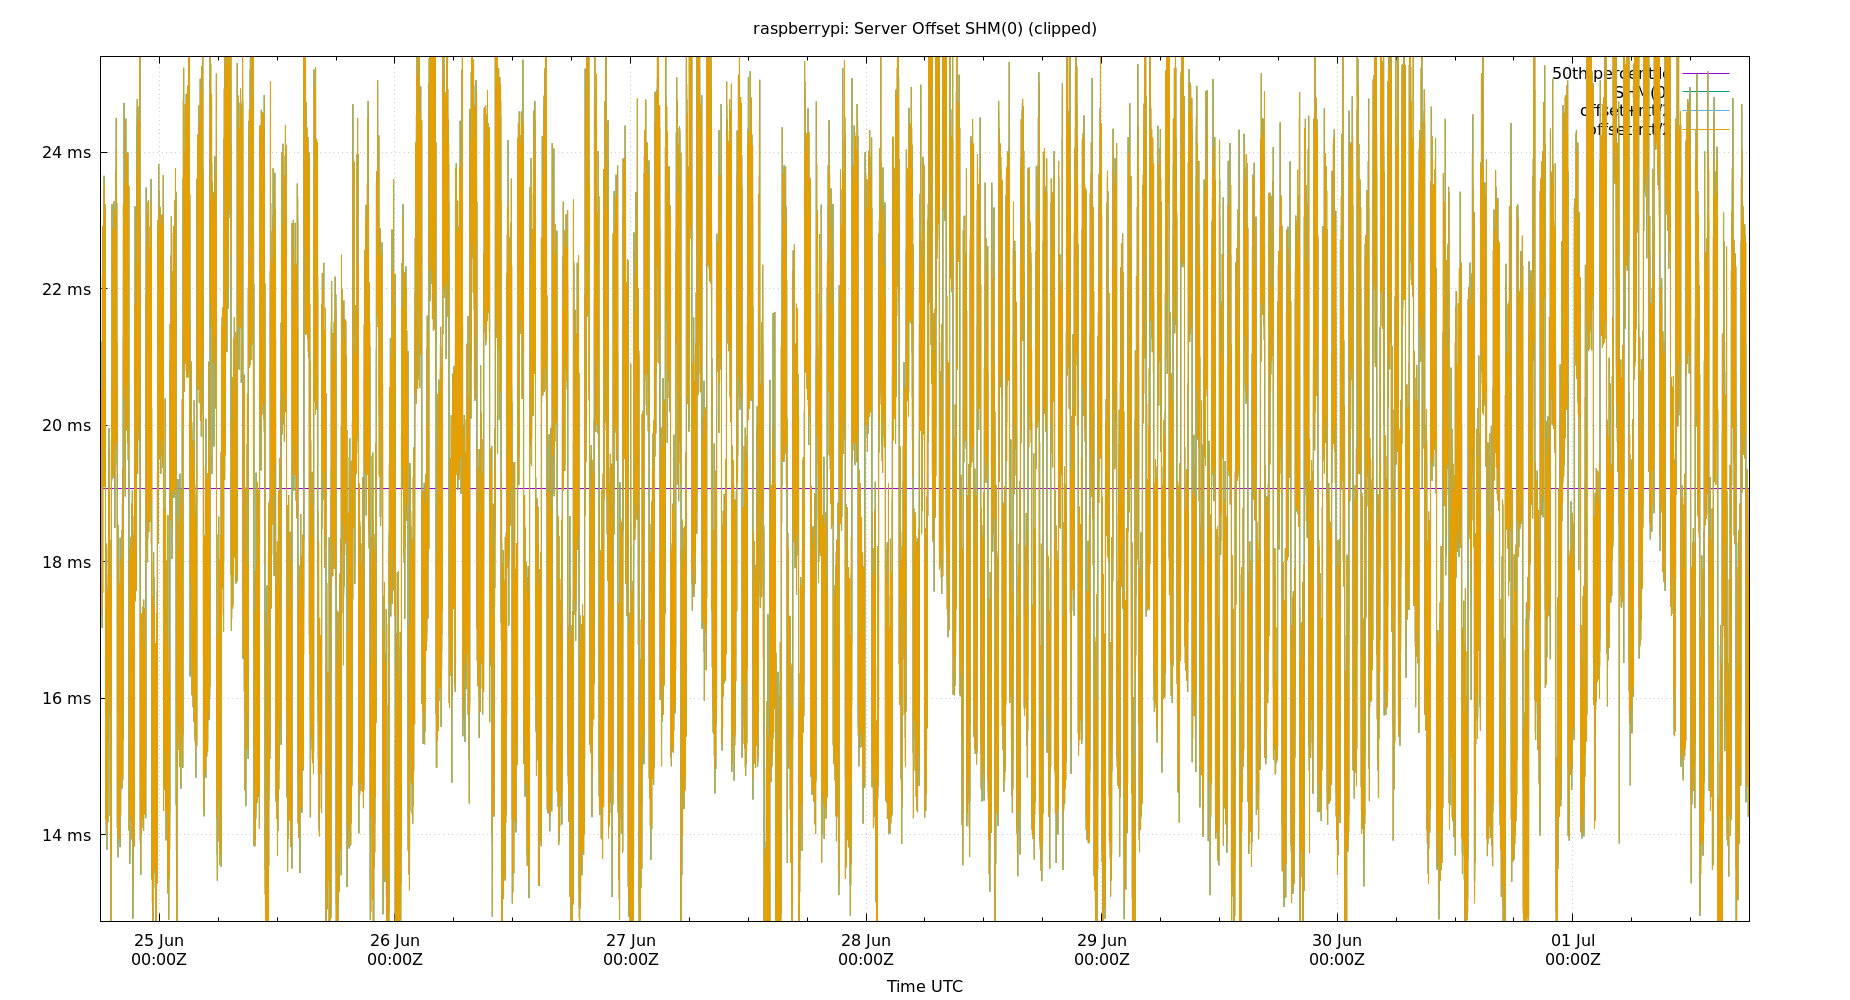 raspberrypi: Server Offset SHM(0) (clipped)
50th percentile
SHM(0)
24 ms
22 ms
20 ms
18 ms
16 ms
14 ms
25 Jun 26 Jun 27 Jun 28 Jun 29 Jun 30 Jun 01 Jul
00:00Z 00:00Z 00:00Z 00:00Z 00:00Z 00:00Z 00:00Z
Time UTC